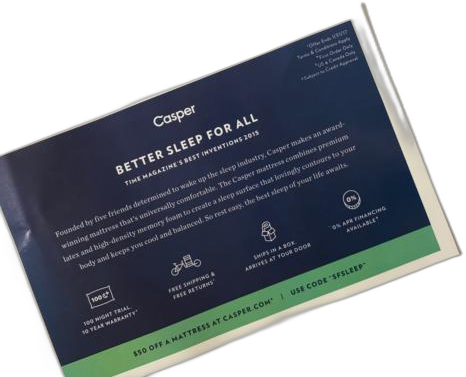 *Offer Ends 1/31/17
Terms & Conditions Apply
*First Order Only
*US & Canada Only
*Subject to Credit Approval
Casper
BETTER SLEEP FOR ALL
TIME MAGAZINE'S BEST INVENTIONS 2015
Founded by five friends determined to wake up the sleep industry, Casper makes an award-
winning mattress that's universally comfortable. The Casper mattress combines premium
latex and high-density memory foam to create a sleep surface that lovingly contours to your
body and keeps you cool and balanced. So rest easy, the best sleep of your life awaits.
100
100 NIGHT TRIAL,
10 YEAR WARRANTY*
FREE SHIPPING &
FREE RETURNS*
SHIPS IN A BOX
ARRIVES AT YOUR DOOR
0%
0% APR FINANCING
AVAILABLE*
$50 OFF A MATTRESS AT CASPER.COM* | USE CODE "SFSLEEP"